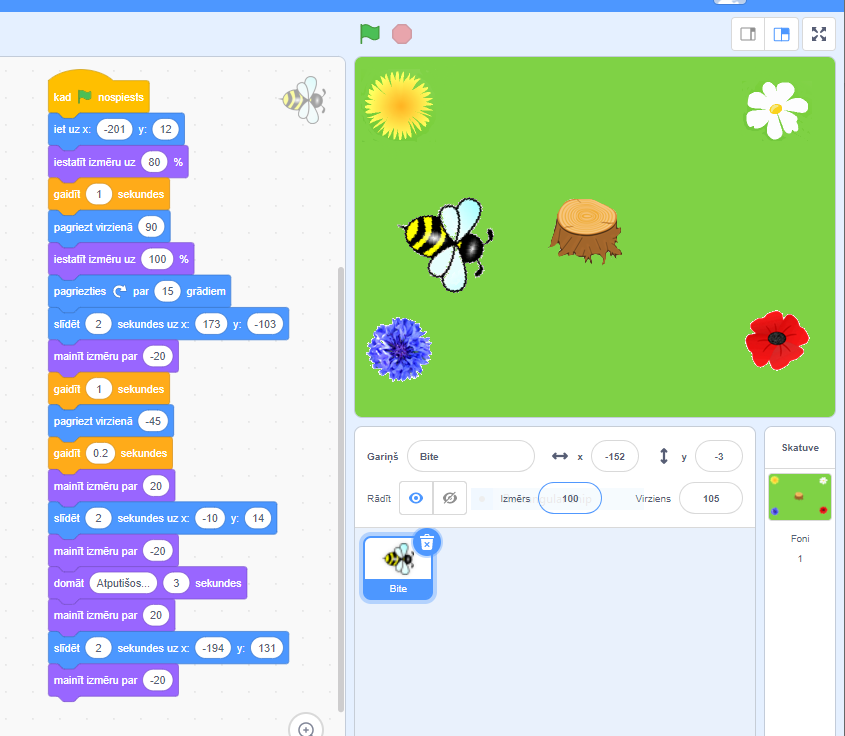 kad nospiests
iet uz x: -201 y: 12
iestatīt izmēru uz 80 %
gaidīt 1 sekundes
pagriezt virzienā 90
iestatīt izmēru uz 100 %
pagriezties par 15 grādiem
slīdēt 2 sekundes uz x: 173 y: -103
mainīt izmēru par -20
gaidīt 1 sekundes
pagriezt virzienā -45
gaidīt 0.2 sekundes
mainīt izmēru par 20
slīdēt 2 sekundes uz x: -10 y: 14
mainīt izmēru par -20
domāt Atputišos... 3 sekundes
mainīt izmēru par 20
slīdēt 2 sekundes uz x: -194 y: 131
mainīt izmēru par -20
Gariņš Bite x -152 y -3
Rādīt Izmērs 100 Virziens 105
Bite
Skatuve
Foni
1